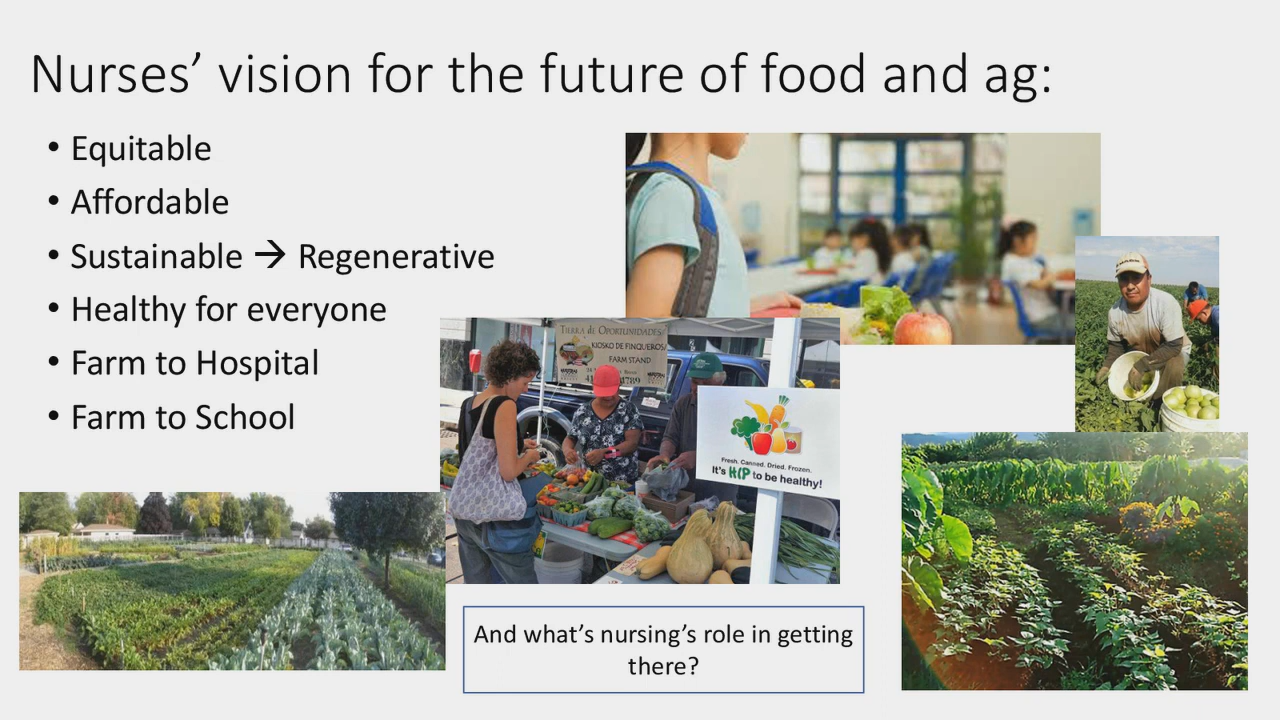 Nurses’ vision for the future of food and ag:
• Equitable
• Affordable
• Sustainable → Regenerative
• Healthy for everyone
• Farm to Hospital
• Farm to School
TIERRA de OPORTUNIDADES
KIOSKO DE FINQUEROS
FARM STAND
Fresh. Canned. Dried. Frozen.
It's HIP to be healthy!
And what’s nursing’s role in getting
there?